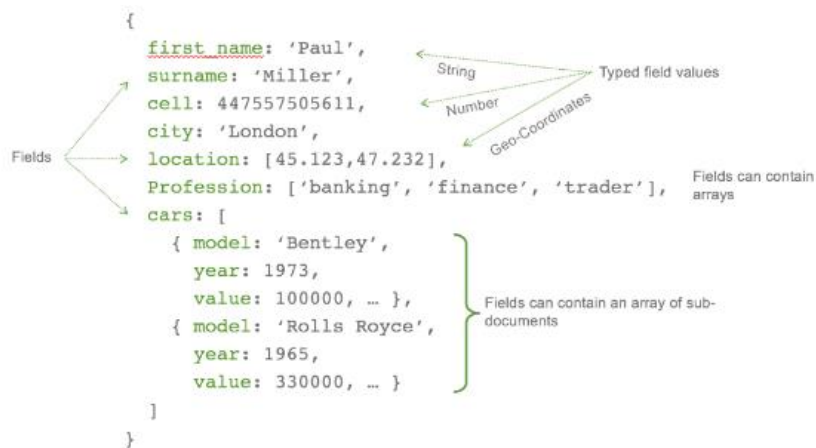 {
first_name: ‘Paul’,
surname: ‘Miller’,
String
Typed field values
cell: 447557505611,
Number
city: ‘London’,
Geo-Coordinates
Fields
location: [45.123,47.232],
Profession: [‘banking’, ‘finance’, ‘trader’],
Fields can contain
arrays
cars: [
{ model: ‘Bentley’,
year: 1973,
value: 100000, … },
Fields can contain an array of sub-
documents
{ model: ‘Rolls Royce’,
year: 1965,
value: 330000, … }
]
}